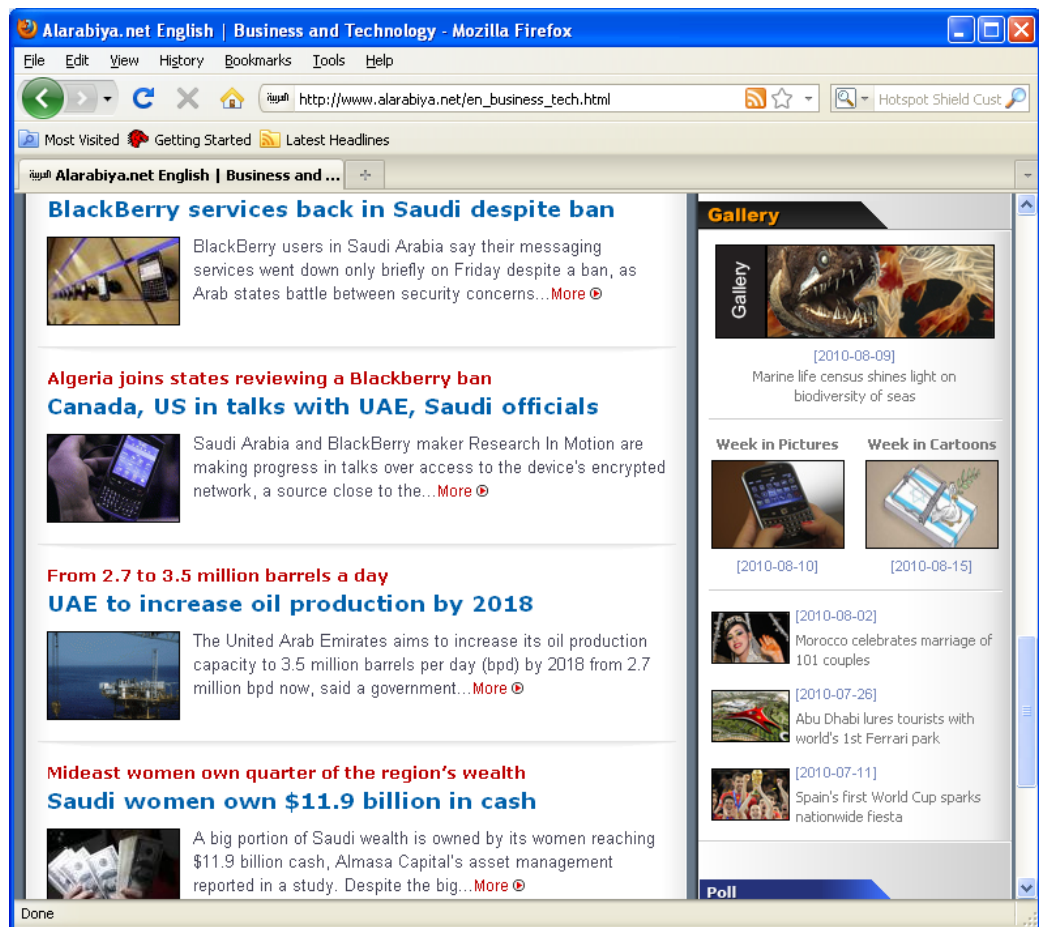 Alarabiya.net English | Business and Technology - Mozilla Firefox
File Edit View History Bookmarks Tools Help
العربية http://www.alarabiya.net/en_business_tech.html Hotspot Shield Cust
Most Visited Getting Started Latest Headlines
العربية Alarabiya.net English | Business and ...
BlackBerry services back in Saudi despite ban
BlackBerry users in Saudi Arabia say their messaging
services went down only briefly on Friday despite a ban, as
Arab states battle between security concerns...More
Algeria joins states reviewing a Blackberry ban
Canada, US in talks with UAE, Saudi officials
Saudi Arabia and BlackBerry maker Research In Motion are
making progress in talks over access to the device's encrypted
network, a source close to the...More
From 2.7 to 3.5 million barrels a day
UAE to increase oil production by 2018
The United Arab Emirates aims to increase its oil production
capacity to 3.5 million barrels per day (bpd) by 2018 from 2.7
million bpd now, said a government...More
Mideast women own quarter of the region's wealth
Saudi women own $11.9 billion in cash
A big portion of Saudi wealth is owned by its women reaching
$11.9 billion cash, Almasa Capital's asset management
reported in a study. Despite the big...More
Gallery
Gallery
[2010-08-09]
Marine life census shines light on
biodiversity of seas
Week in Pictures Week in Cartoons
[2010-08-10] [2010-08-15]
[2010-08-02]
Morocco celebrates marriage of
101 couples
[2010-07-26]
Abu Dhabi lures tourists with
world's 1st Ferrari park
[2010-07-11]
Spain's first World Cup sparks
nationwide fiesta
Poll
Done